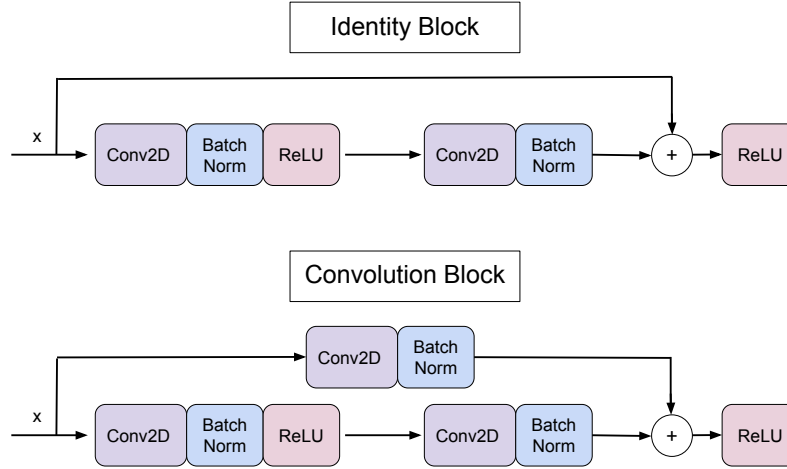 Identity Block
x
Conv2D
Batch
Norm
ReLU
Conv2D
Batch
Norm
+
ReLU
Convolution Block
Conv2D
Batch
Norm
x
Conv2D
Batch
Norm
ReLU
Conv2D
Batch
Norm
+
ReLU